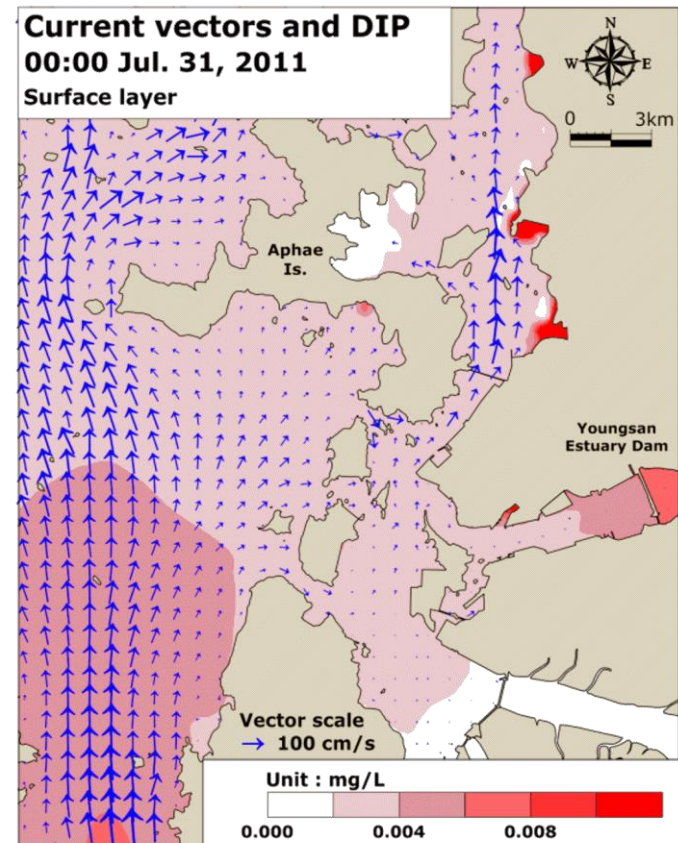 Current vectors and DIP
00:00 Jul. 31, 2011
Surface layer
N
W E
S
0 3km
Aphae
Is.
Youngsan
Estuary Dam
Vector scale
→ 100 cm/s
Unit : mg/L
0.000 0.004 0.008